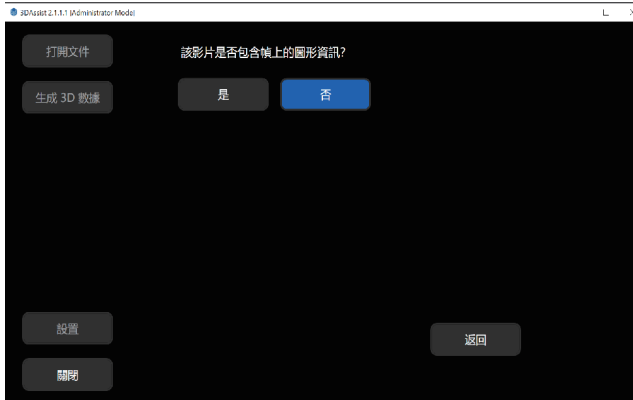 3DAssist 2.1.1.1 [Administrator Mode]
打開文件
該影片是否包含幀上的圖形資訊?
是
否
生成 3D 數據
設置
返回
關閉